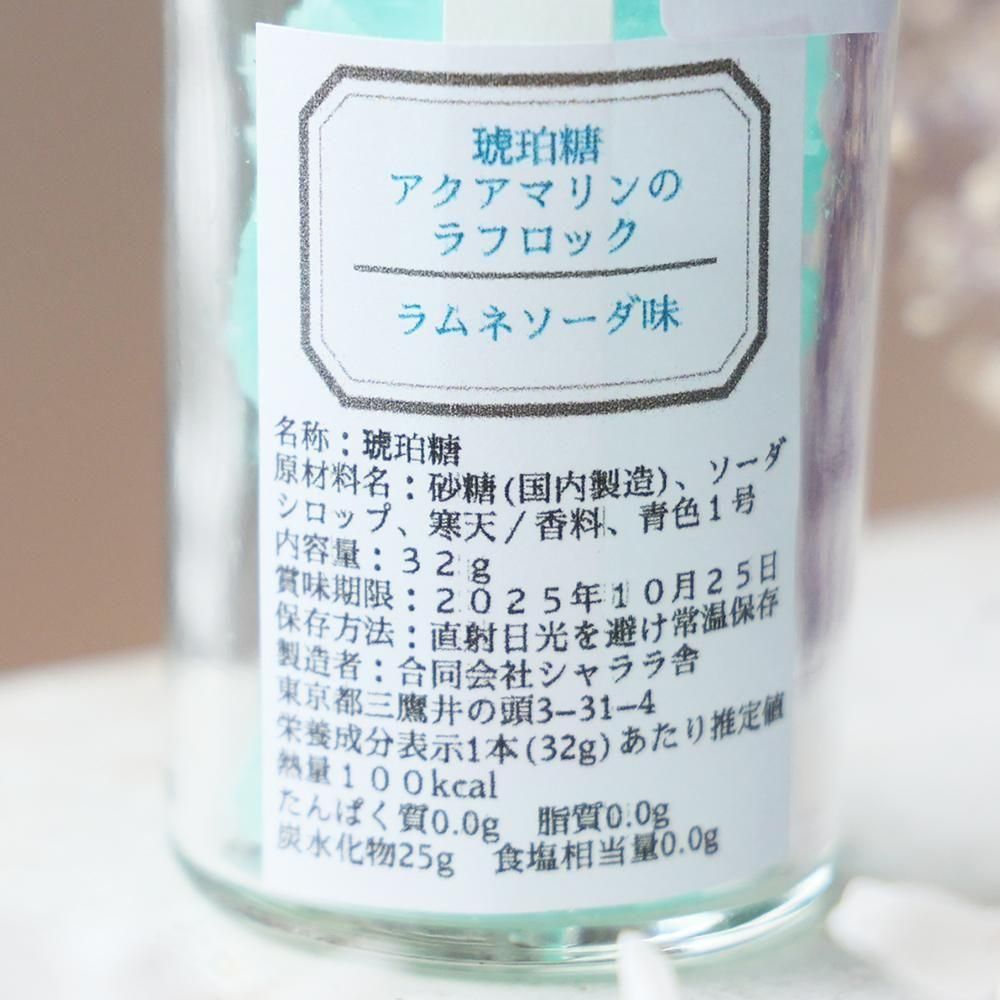 琥珀糖
アクアマリンの
ラフロック
ラムネソーダ味
名称：琥珀糖
原材料名：砂糖(国内製造)、ソーダ
シロップ、寒天／香料、青色１号
内容量：３２ｇ
賞味期限：２０２５年１０月２５日
保存方法：直射日光を避け常温保存
製造者：合同会社シャララ舎
東京都三鷹井の頭3−31−4
栄養成分表示1本(32g)あたり推定値
熱量１００kcal
たんぱく質0.0g　脂質0.0g
炭水化物25g　食塩相当量0.0g